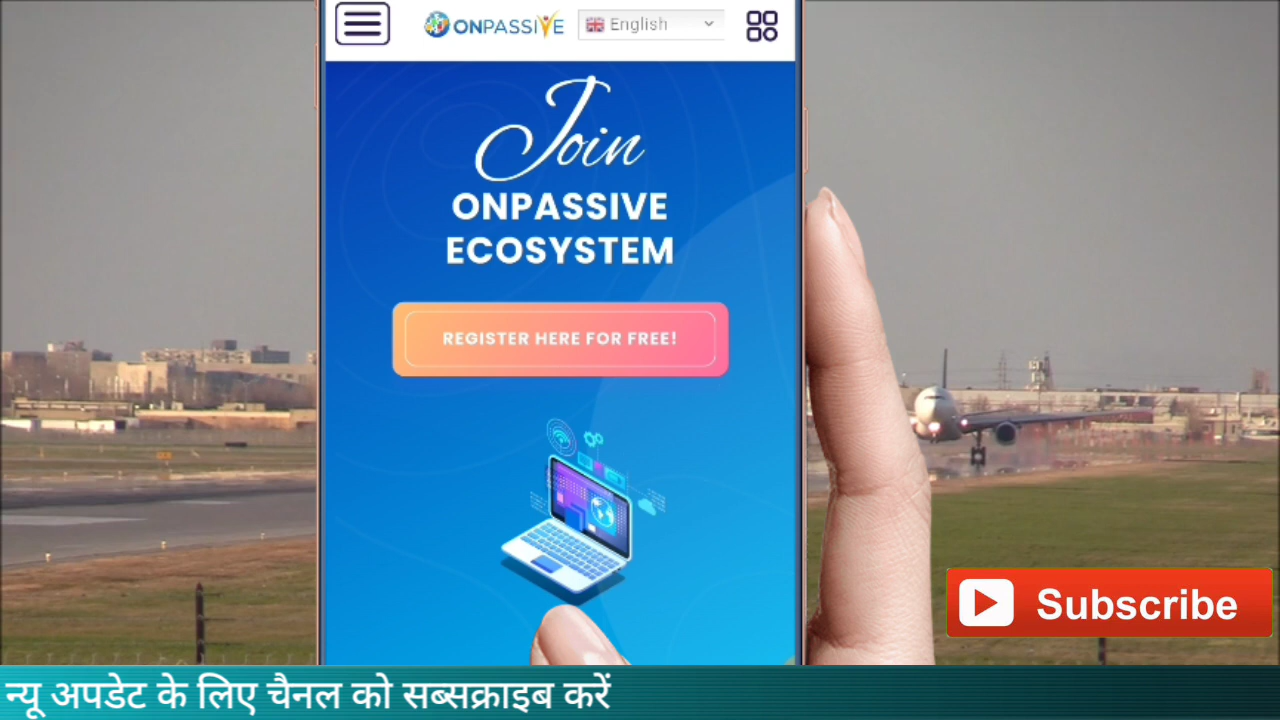 ONPASSIVE
English
Join
ONPASSIVE
ECOSYSTEM
REGISTER HERE FOR FREE!
Subscribe
न्यू अपडेट के लिए चैनल को सब्सक्राइब करें